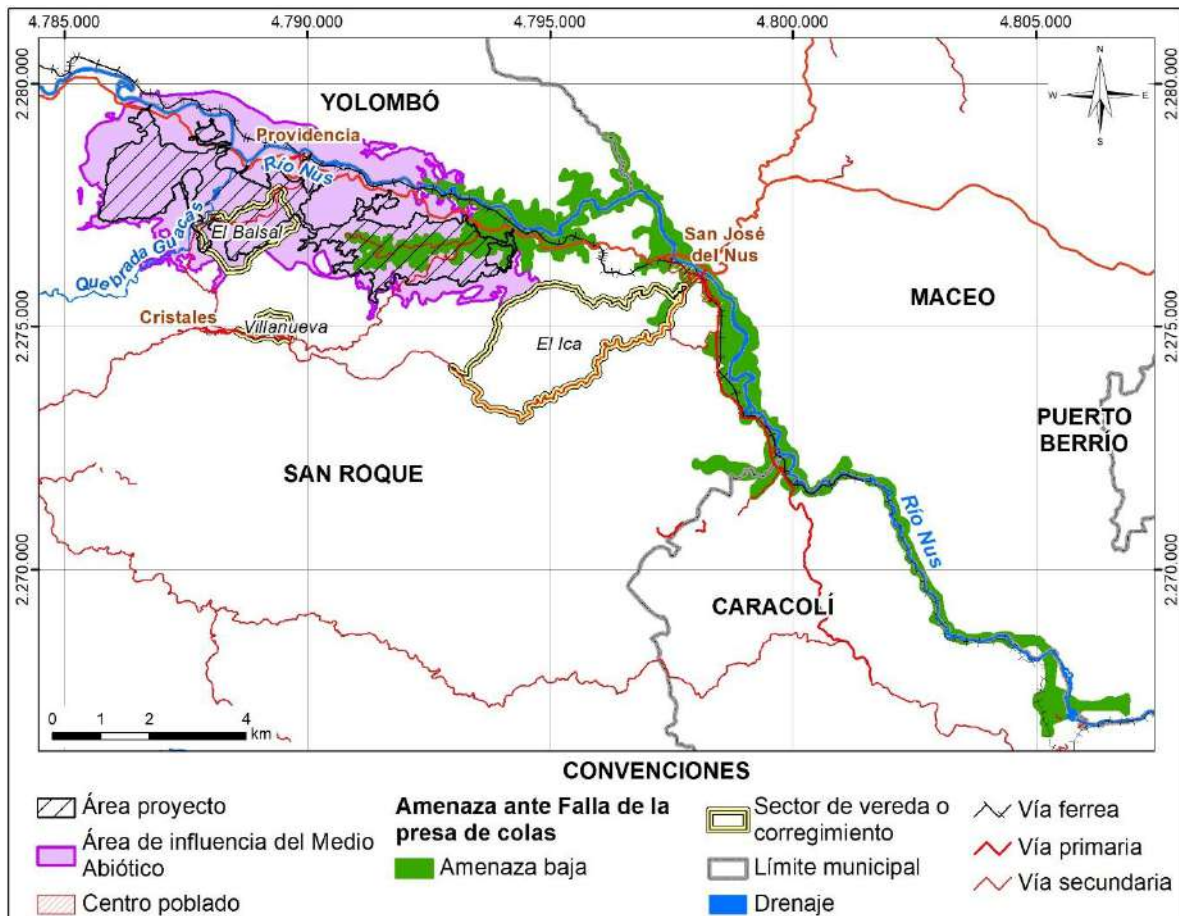 4.785.000
4.790.000
4.795.000
4.800.000
4.805.000
2.280.000
2.280.000
N
W
E
S
YOLOMBÓ
Providencia
Río Nus
Quebrada Guacas
El Balsal
San José
del Nus
MACEO
Cristales
Villanueva
El Ica
2.275.000
2.275.000
PUERTO
BERRÍO
SAN ROQUE
Río Nus
2.270.000
2.270.000
CARACOLÍ
0 1 2 4
km
CONVENCIONES
Área proyecto
Área de influencia del Medio
Abiótico
Centro poblado
Amenaza ante Falla de la
presa de colas
Amenaza baja
Sector de vereda o
corregimiento
Límite municipal
Drenaje
Vía ferrea
Vía primaria
Vía secundaria